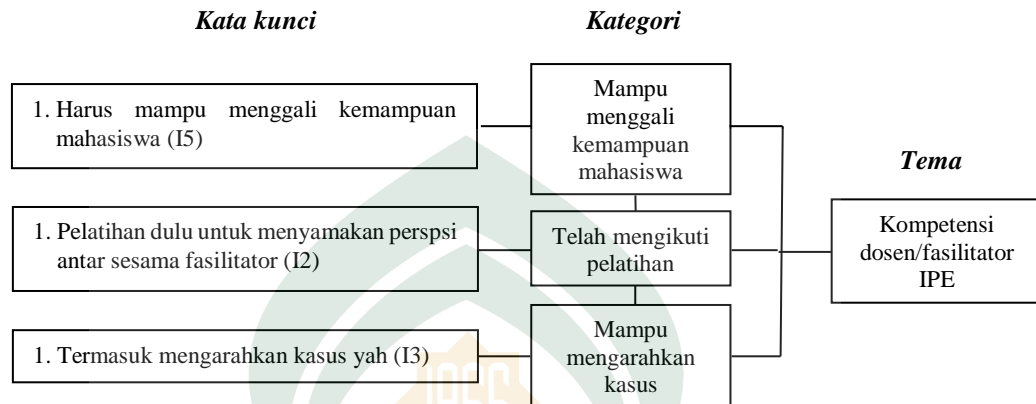 Kata kunci
Kategori
1. Harus mampu menggali kemampuan
mahasiswa (I5)
Mampu
menggali
kemampuan
mahasiswa
Tema
1. Pelatihan dulu untuk menyamakan perspsi
antar sesama fasilitator (I2)
Telah mengikuti
pelatihan
Kompetensi
dosen/fasilitator
IPE
1. Termasuk mengarahkan kasus yah (I3)
Mampu
mengarahkan
kasus